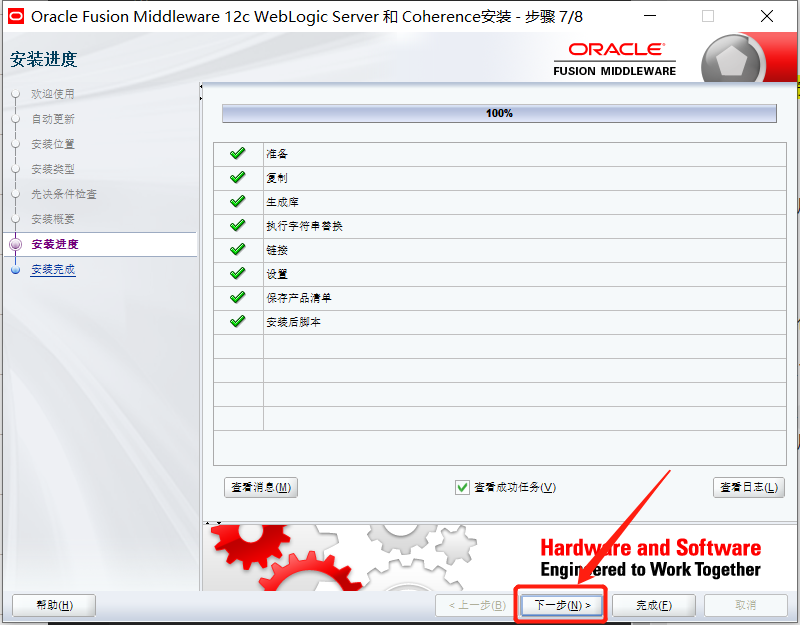 Oracle Fusion Middleware 12c WebLogic Server 和 Coherence安装 - 步骤 7/8
安装进度
ORACLE®
FUSION MIDDLEWARE
欢迎使用
自动更新
安装位置
安装类型
先决条件检查
安装概要
安装进度
安装完成
100%
准备
复制
生成库
执行字符串替换
链接
设置
保存产品清单
安装后脚本
查看消息(M)
查看成功任务(V)
查看日志(L)
Hardware and Software
Engineered to Work Together
帮助(H)
< 上一步(B)
下一步(N) >
完成(F)
取消